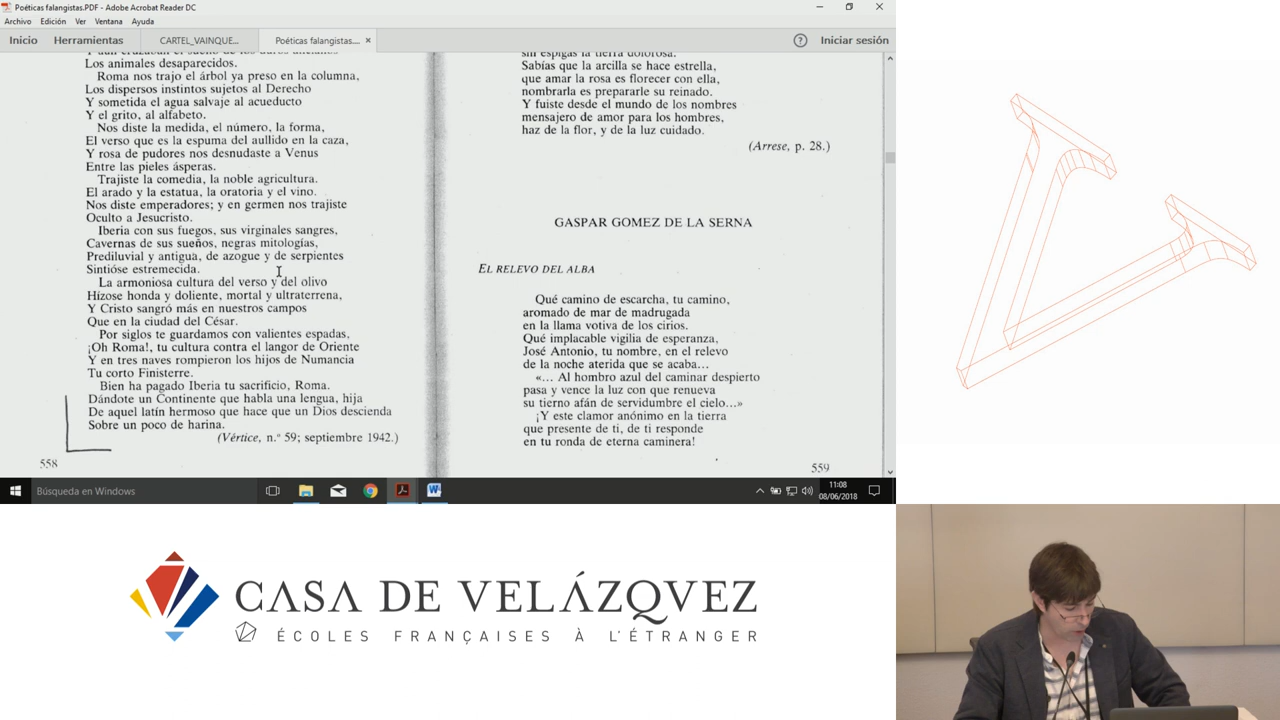 Poéticas falangistas.PDF - Adobe Acrobat Reader DC
Archivo Edición Ver Ventana Ayuda
Inicio Herramientas CARTEL_VAINQUE... Poéticas falangistas.... × ? Iniciar sesión
Los animales desaparecidos.
Roma nos trajo el árbol ya preso en la columna,
Los dispersos instintos sujetos al Derecho
Y sometida el agua salvaje al acueducto
Y el grito, al alfabeto.
Nos diste la medida, el número, la forma,
El verso que es la espuma del aullido en la caza,
Y rosa de pudores nos desnudaste a Venus
Entre las pieles ásperas.
Trajiste la comedia, la noble agricultura.
El arado y la estatua, la oratoria y el vino.
Nos diste emperadores; y en germen nos trajiste
Oculto a Jesucristo.
Iberia con sus fuegos, sus virginales sangres,
Cavernas de sus sueños, negras mitologías,
Prediluvial y antigua, de azogue y de serpientes
Sintióse estremecida.
La armoniosa cultura del verso y del olivo
Hízose honda y doliente, mortal y ultraterrena,
Y Cristo sangró más en nuestros campos
Que en la ciudad del César.
Por siglos te guardamos con valientes espadas,
¡Oh Roma!, tu cultura contra el langor de Oriente
Y en tres naves rompieron los hijos de Numancia
Tu corto Finisterre.
Bien ha pagado Iberia tu sacrificio, Roma.
Dándote un Continente que habla una lengua, hija
De aquel latín hermoso que hace que un Dios descienda
Sobre un poco de harina.
(Vértice, n.º 59; septiembre 1942.)
558
sin espigas la tierra dolorosa.
Sabías que la arcilla se hace estrella,
que amar la rosa es florecer con ella,
nombrarla es prepararle su reinado.
Y fuiste desde el mundo de los nombres
mensajero de amor para los hombres,
haz de la flor, y de la luz cuidado.
(Arrese, p. 28.)
GASPAR GOMEZ DE LA SERNA
EL RELEVO DEL ALBA
Qué camino de escarcha, tu camino,
aromado de mar de madrugada
en la llama votiva de los cirios.
Qué implacable vigilia de esperanza,
José Antonio, tu nombre, en el relevo
de la noche aterida que se acaba...
«... Al hombro azul del caminar despierto
pasa y vence la luz con que renueva
su tierno afán de servidumbre el cielo...»
¡Y este clamor anónimo en la tierra
que presente de ti, de ti responde
en tu ronda de eterna caminera!
559
Búsqueda en Windows
11:08
08/06/2018
CASA DE VELÁZQVEZ
ÉCOLES FRANÇAISES À L'ÉTRANGER